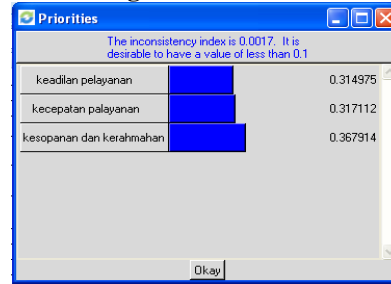 Priorities
The inconsistency index is 0.0017. It is
desirable to have a value of less than 0.1
keadilan pelayanan 0.314975
kecepatan palayanan 0.317112
kesopanan dan kerahmahan 0.367914
Okay